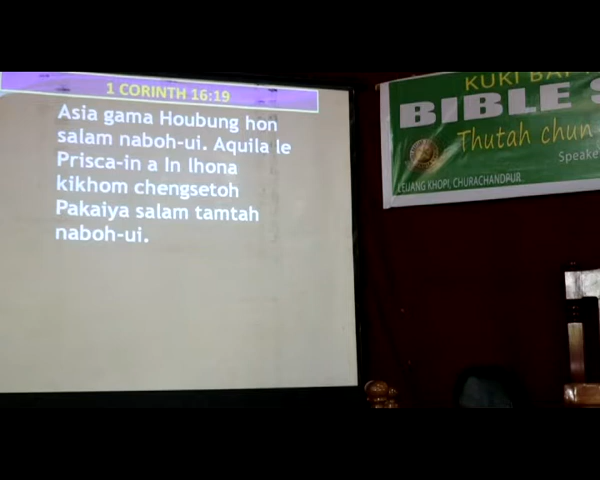 1 CORINTH 16:19
Asia gama Houbung hon
salam naboh-ui. Aquila le
Prisca-in a In lhona
kikhom chengsetoh
Pakaiya salam tamtah
naboh-ui.
KUKI BA
BIBLE S
Thutah chun
Speake
LEIJANG KHOPI, CHURACHANDPUR.